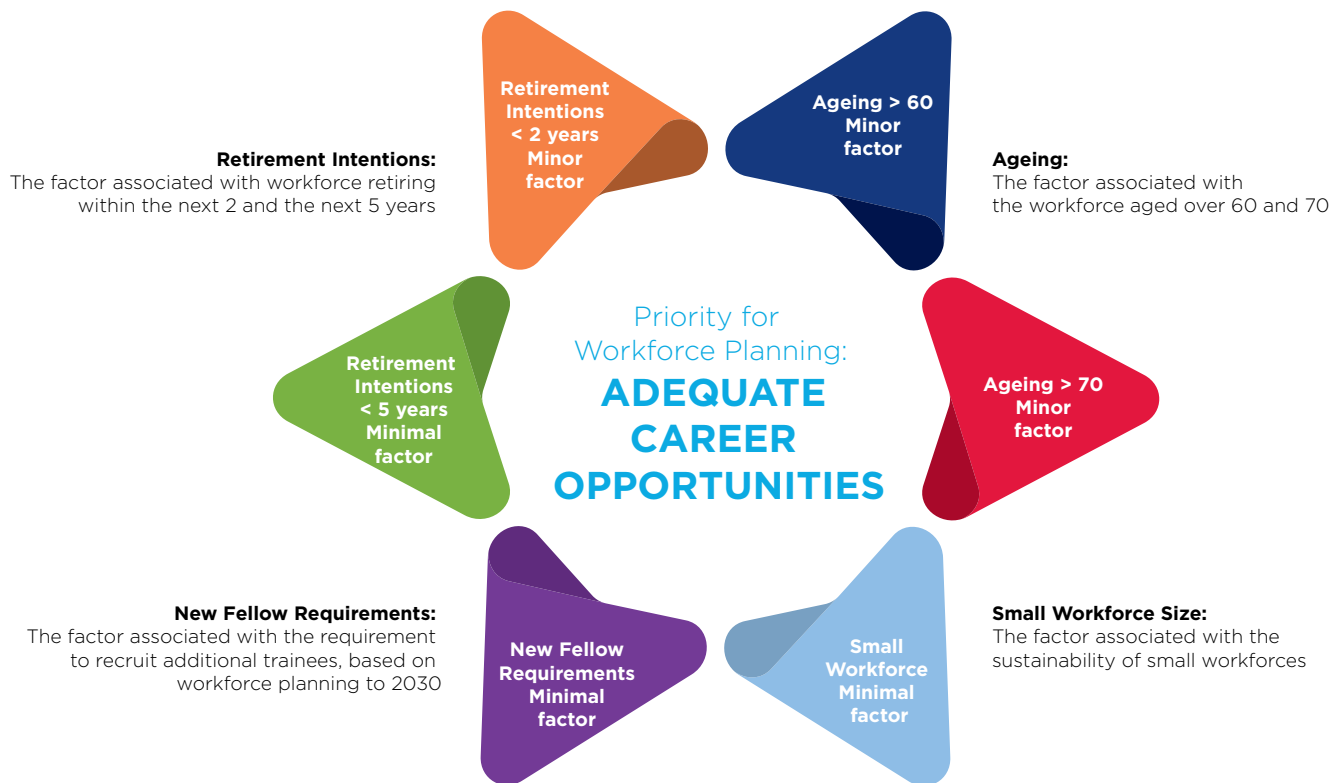 Retirement
Intentions
< 2 years
Minor
factor
Ageing > 60
Minor
factor
Retirement Intentions:
The factor associated with workforce retiring
within the next 2 and the next 5 years
Ageing:
The factor associated with
the workforce aged over 60 and 70
Retirement
Intentions
< 5 years
Minimal
factor
Priority for
Workforce Planning:
ADEQUATE
CAREER
OPPORTUNITIES
Ageing > 70
Minor
factor
New Fellow Requirements:
The factor associated with the requirement
to recruit additional trainees, based on
workforce planning to 2030
New Fellow
Requirements
Minimal
factor
Small
Workforce
Minimal
factor
Small Workforce Size:
The factor associated with the
sustainability of small workforces